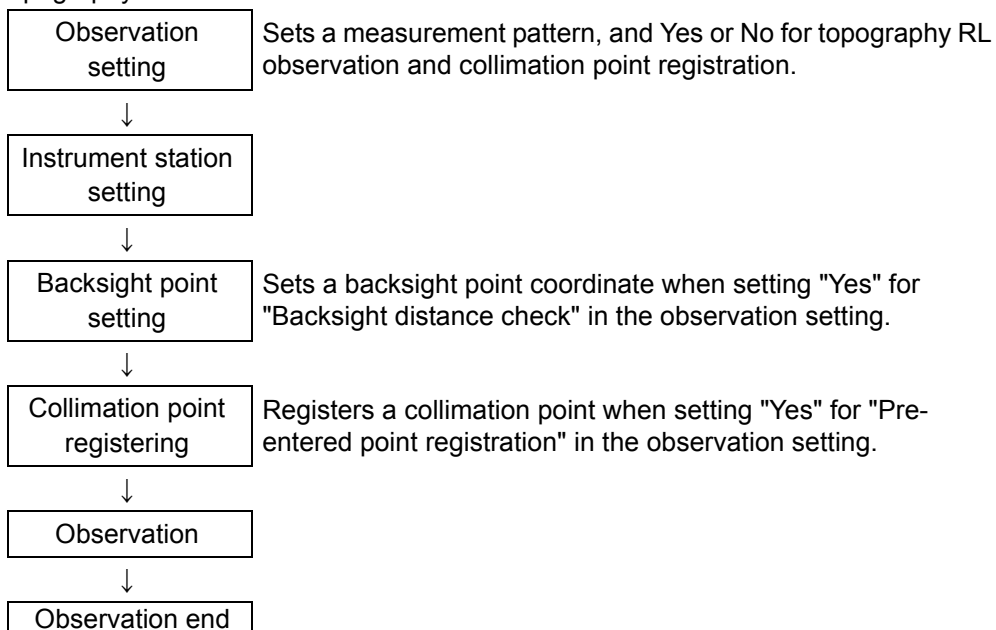 Observation
setting
Sets a measurement pattern, and Yes or No for topography RL
observation and collimation point registration.
↓
Instrument station
setting
↓
Backsight point
setting
Sets a backsight point coordinate when setting "Yes" for
"Backsight distance check" in the observation setting.
↓
Collimation point
registering
Registers a collimation point when setting "Yes" for "Pre-
entered point registration" in the observation setting.
↓
Observation
↓
Observation end